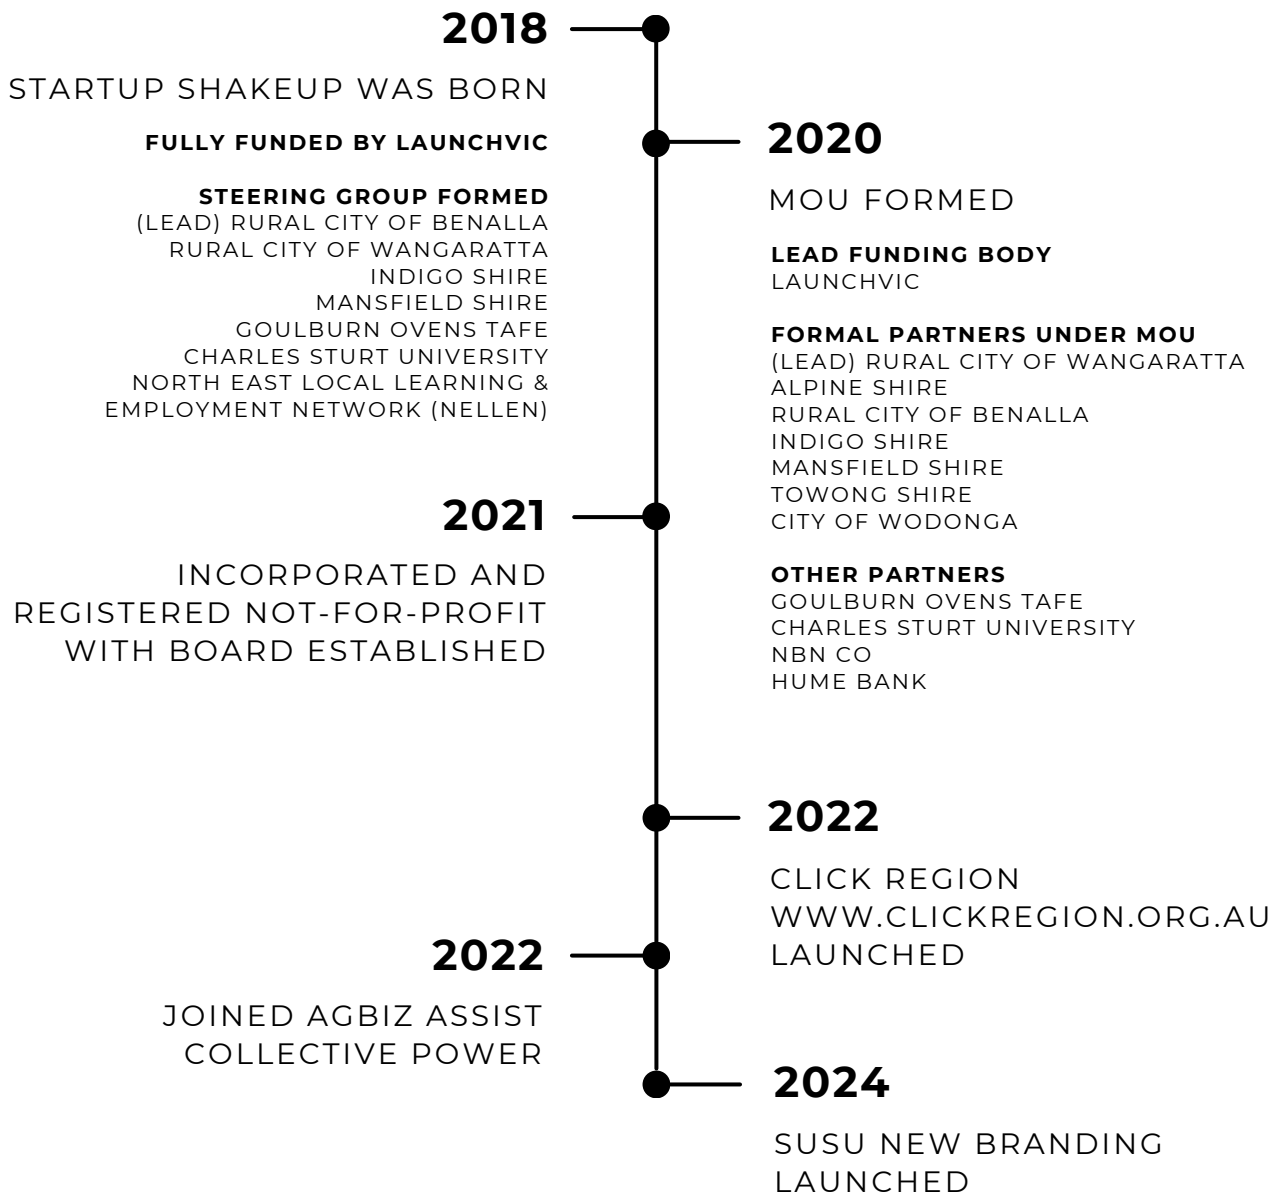 2018
STARTUP SHAKEUP WAS BORN
FULLY FUNDED BY LAUNCHVIC
STEERING GROUP FORMED
(LEAD) RURAL CITY OF BENALLA
RURAL CITY OF WANGARATTA
INDIGO SHIRE
MANSFIELD SHIRE
GOULBURN OVENS TAFE
CHARLES STURT UNIVERSITY
NORTH EAST LOCAL LEARNING &
EMPLOYMENT NETWORK (NELLEN)
2020
MOU FORMED
LEAD FUNDING BODY
LAUNCHVIC
FORMAL PARTNERS UNDER MOU
(LEAD) RURAL CITY OF WANGARATTA
ALPINE SHIRE
RURAL CITY OF BENALLA
INDIGO SHIRE
MANSFIELD SHIRE
TOWONG SHIRE
CITY OF WODONGA
OTHER PARTNERS
GOULBURN OVENS TAFE
CHARLES STURT UNIVERSITY
NBN CO
HUME BANK
2021
INCORPORATED AND
REGISTERED NOT-FOR-PROFIT
WITH BOARD ESTABLISHED
2022
CLICK REGION
WWW.CLICKREGION.ORG.AU
LAUNCHED
2022
JOINED AGBIZ ASSIST
COLLECTIVE POWER
2024
SUSU NEW BRANDING
LAUNCHED